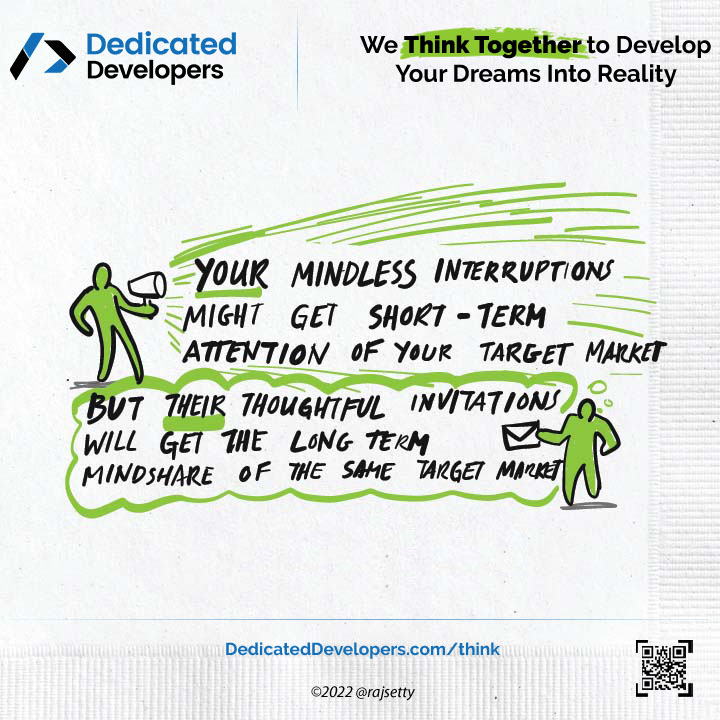 Dedicated
Developers
We Think Together to Develop
Your Dreams Into Reality
YOUR MINDLESS INTERRUPTIONS
MIGHT GET SHORT-TERM
ATTENTION OF YOUR TARGET MARKET
BUT THEIR THOUGHTFUL INVITATIONS
WILL GET THE LONG TERM
MINDSHARE OF THE SAME TARGET MARKET
DedicatedDevelopers.com/think
©2022 @rajsetty